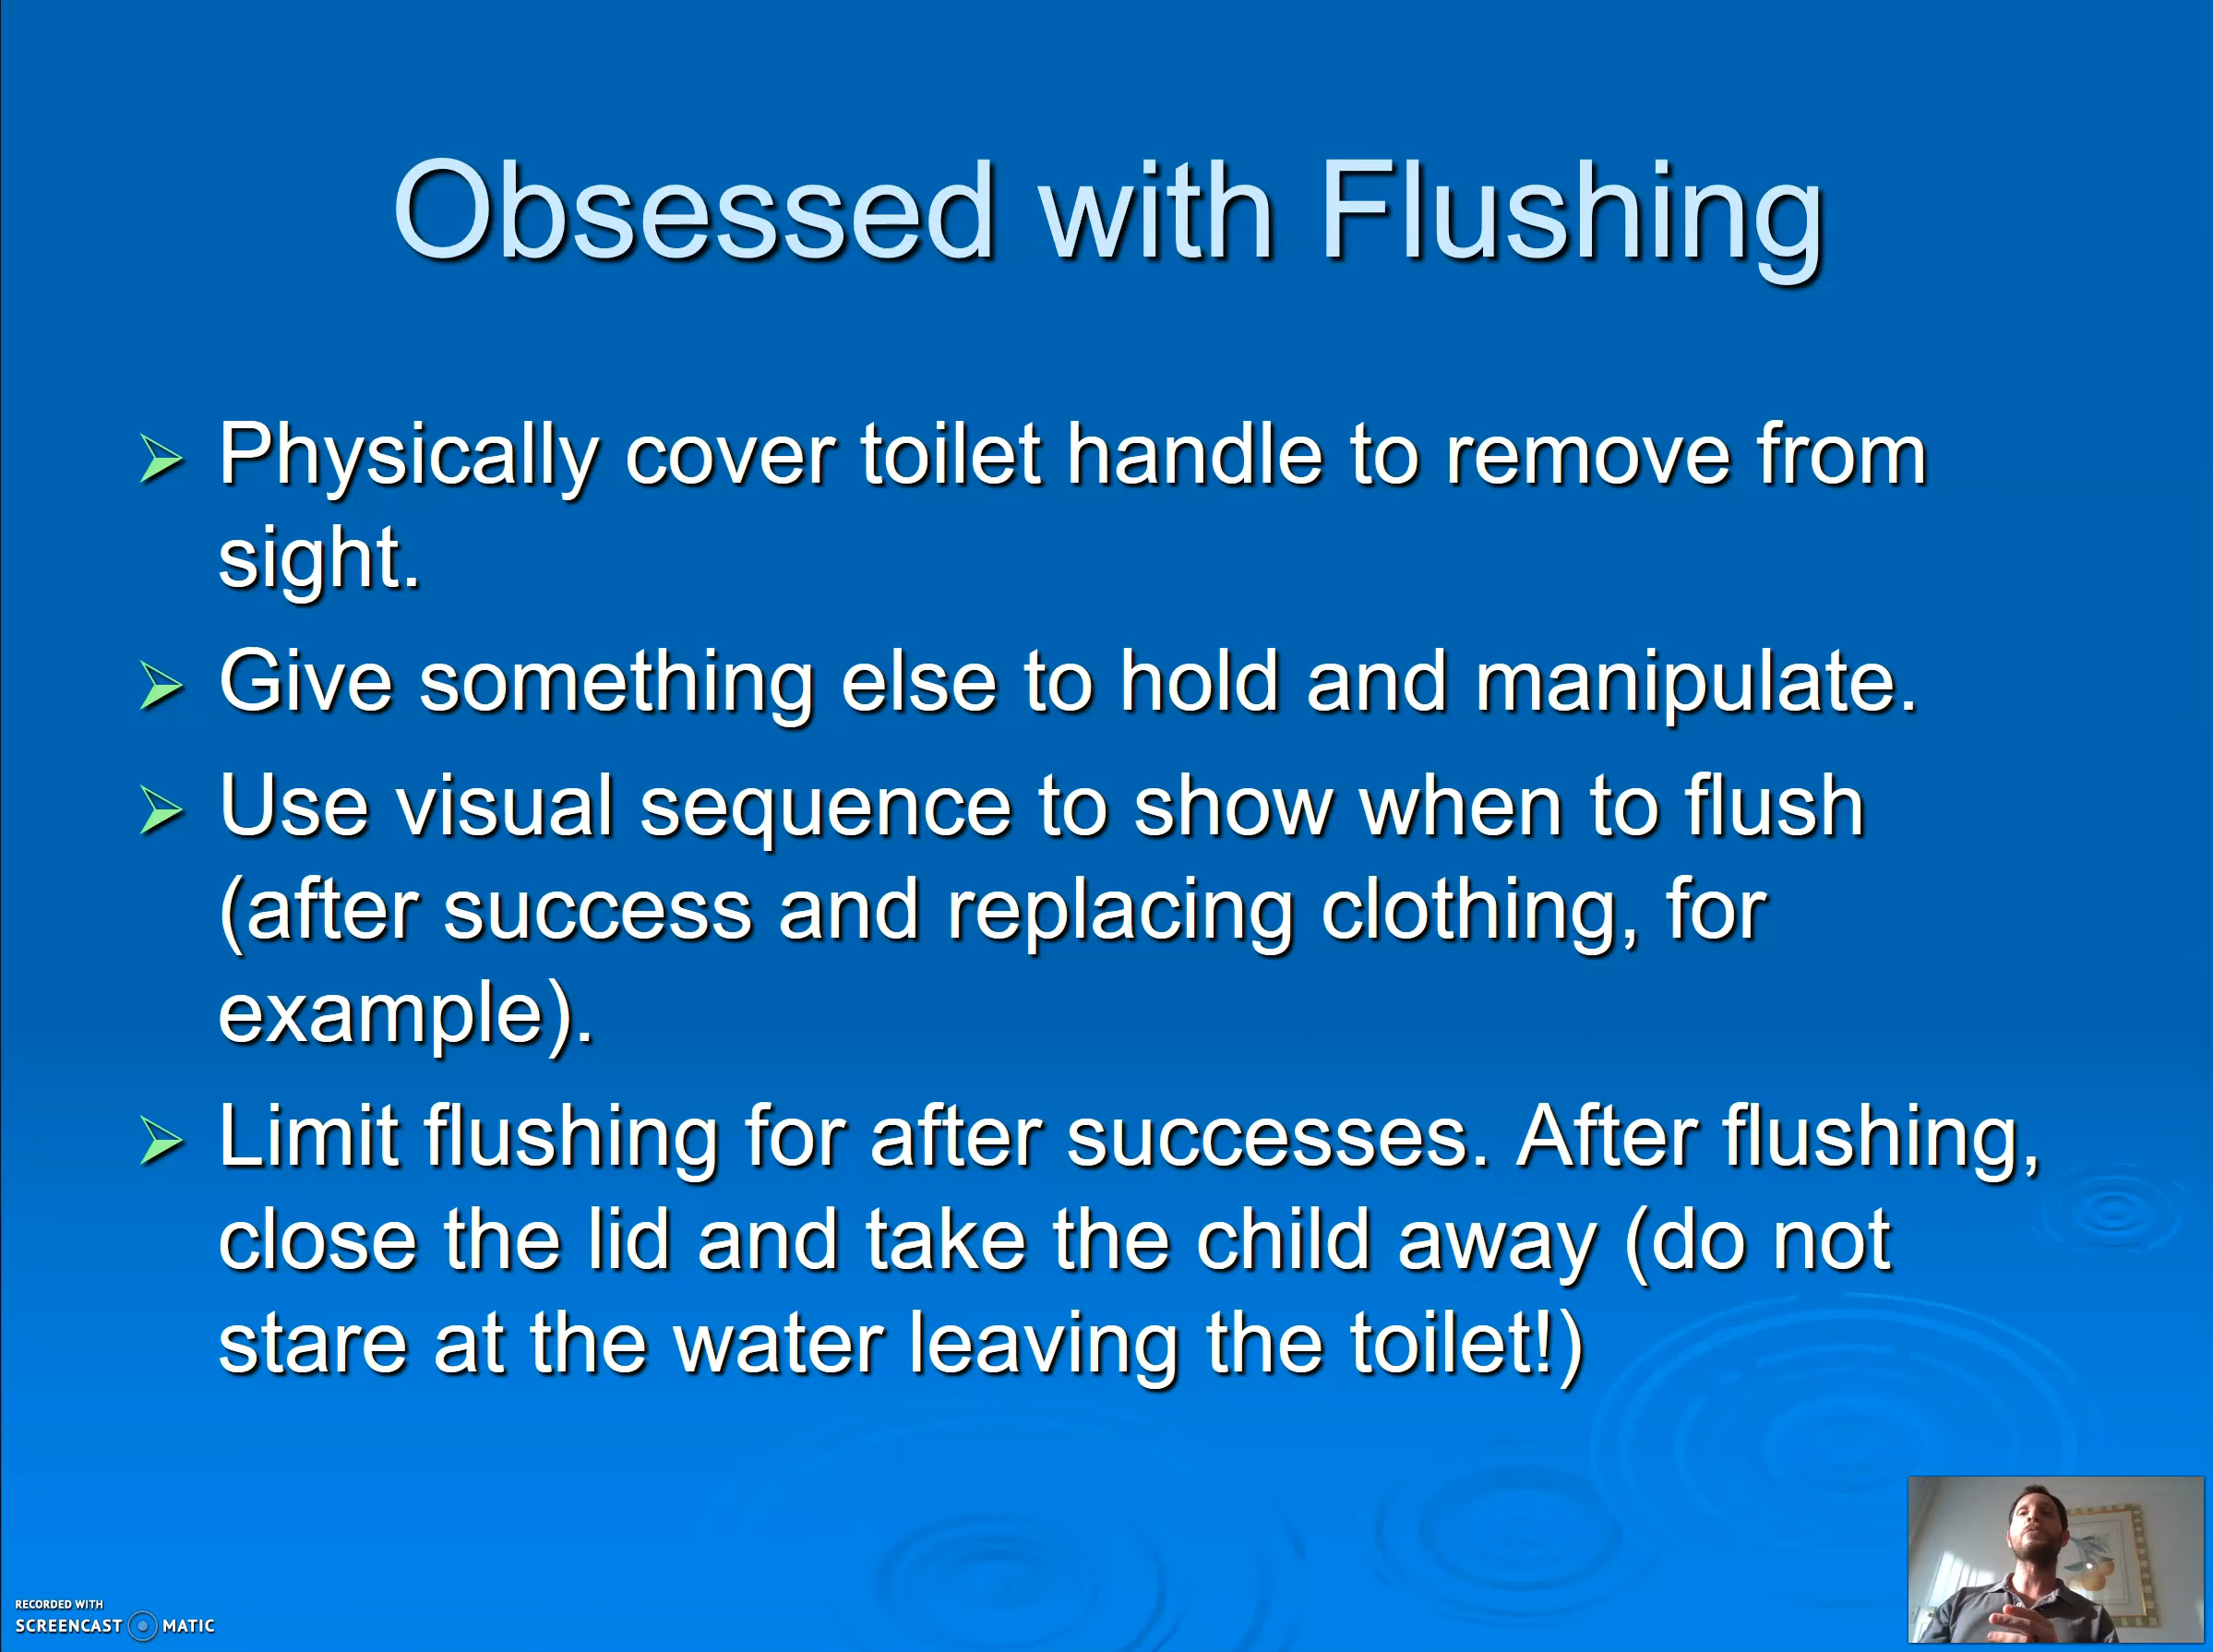 Obsessed with Flushing
Physically cover toilet handle to remove from
sight.
Give something else to hold and manipulate.
Use visual sequence to show when to flush
(after success and replacing clothing, for
example).
Limit flushing for after successes. After flushing,
close the lid and take the child away (do not
stare at the water leaving the toilet!)
RECORDED WITH
SCREENCAST MATIC